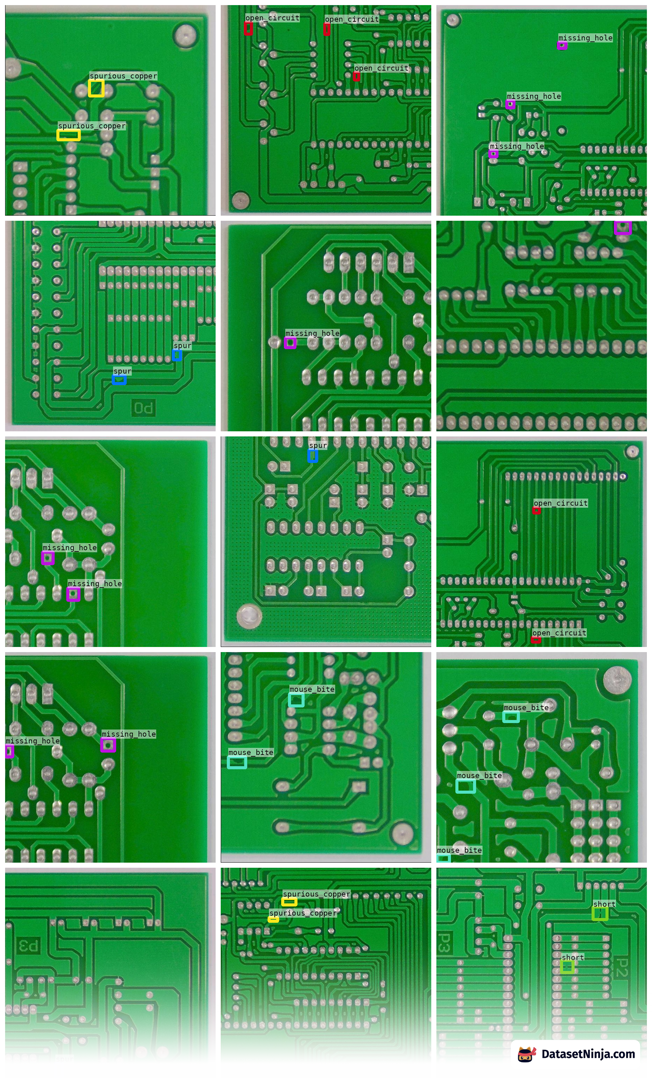 spurious_copper
spurious_copper
open_circuit
open_circuit
open_circuit
missing_hole
missing_hole
missing_hole
spur
spur
P0
missing_hole
missing_hole
missing_hole
spur
open_circuit
open_circuit
missing_hole
missing_hole
mouse_bite
mouse_bite
mouse_bite
mouse_bite
mouse_bite
P3
spurious_copper
spurious_copper
short
short
P3
P2
DatasetNinja.com